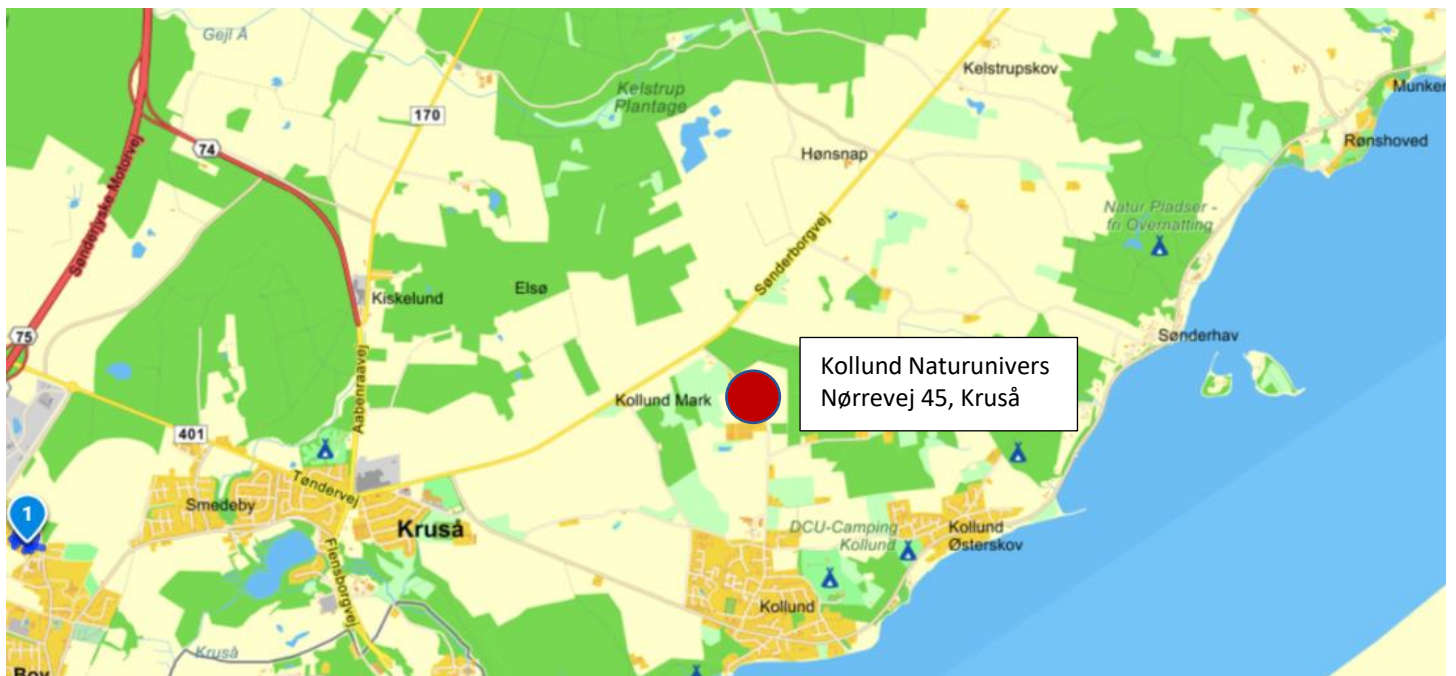 Gejl Å
Kelstrupskov
Munker
Kelstrup
Plantage
170
Rønshoved
74
Hønsnap
Sønderjyske Motorvej
Natur Pladser -
fri Overnatting
Sønderborgvej
Elsø
Kiskelund
75
Sønderhav
Aabenraavej
Kollund Naturunivers
Nørrevej 45, Kruså
Kollund Mark
401
Tøndervej
Smedeby
1
Kruså
DCU-Camping
Kollund
Kollund
Østerskov
Flensborgvej
Kollund
Kruså
Bov